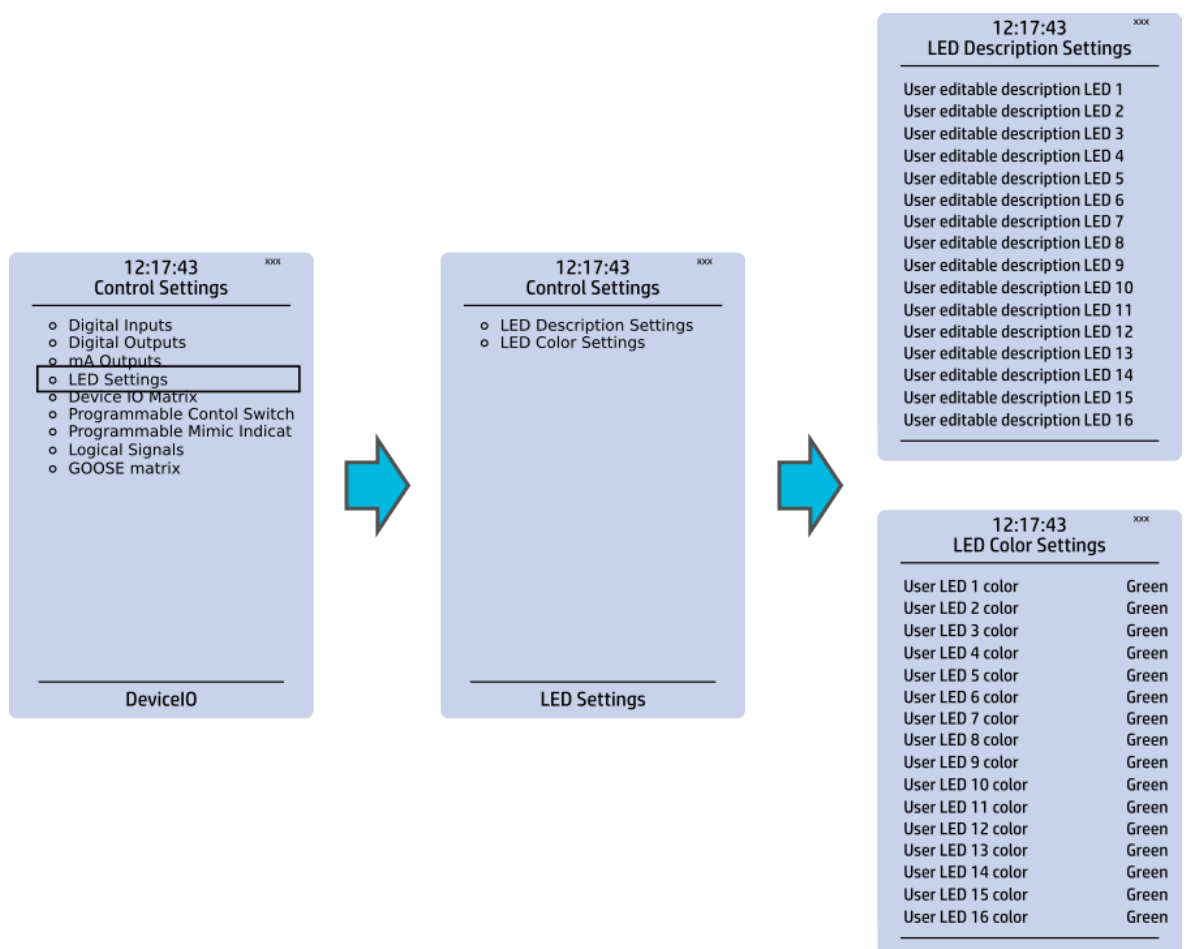 12:17:43 xxx
Control Settings
Digital Inputs
Digital Outputs
mA Outputs
LED Settings
Device IO Matrix
Programmable Contol Switch
Programmable Mimic Indicat
Logical Signals
GOOSE matrix
DeviceIO
12:17:43 xxx
Control Settings
LED Description Settings
LED Color Settings
LED Settings
12:17:43 xxx
LED Description Settings
User editable description LED 1
User editable description LED 2
User editable description LED 3
User editable description LED 4
User editable description LED 5
User editable description LED 6
User editable description LED 7
User editable description LED 8
User editable description LED 9
User editable description LED 10
User editable description LED 11
User editable description LED 12
User editable description LED 13
User editable description LED 14
User editable description LED 15
User editable description LED 16
12:17:43 xxx
LED Color Settings
User LED 1 color Green
User LED 2 color Green
User LED 3 color Green
User LED 4 color Green
User LED 5 color Green
User LED 6 color Green
User LED 7 color Green
User LED 8 color Green
User LED 9 color Green
User LED 10 color Green
User LED 11 color Green
User LED 12 color Green
User LED 13 color Green
User LED 14 color Green
User LED 15 color Green
User LED 16 color Green